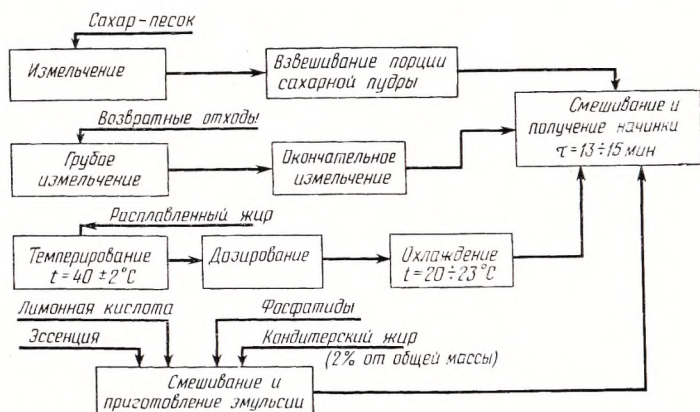 Сахар-песок
Измельчение
Взвешивание порции
сахарной пудры
Смешивание и
получение начинки
τ=13÷15 мин
Возвратные отходы
Грубое
измельчение
Окончательное
измельчение
Расплавленный жир
Темперирование
t=40 ±2°C
Дозирование
Охлаждение
t=20÷23°C
Лимонная кислота
Фосфатиды
Эссенция
Кондитерский жир
(2% от общей массы)
Смешивание и
приготовление эмульсии